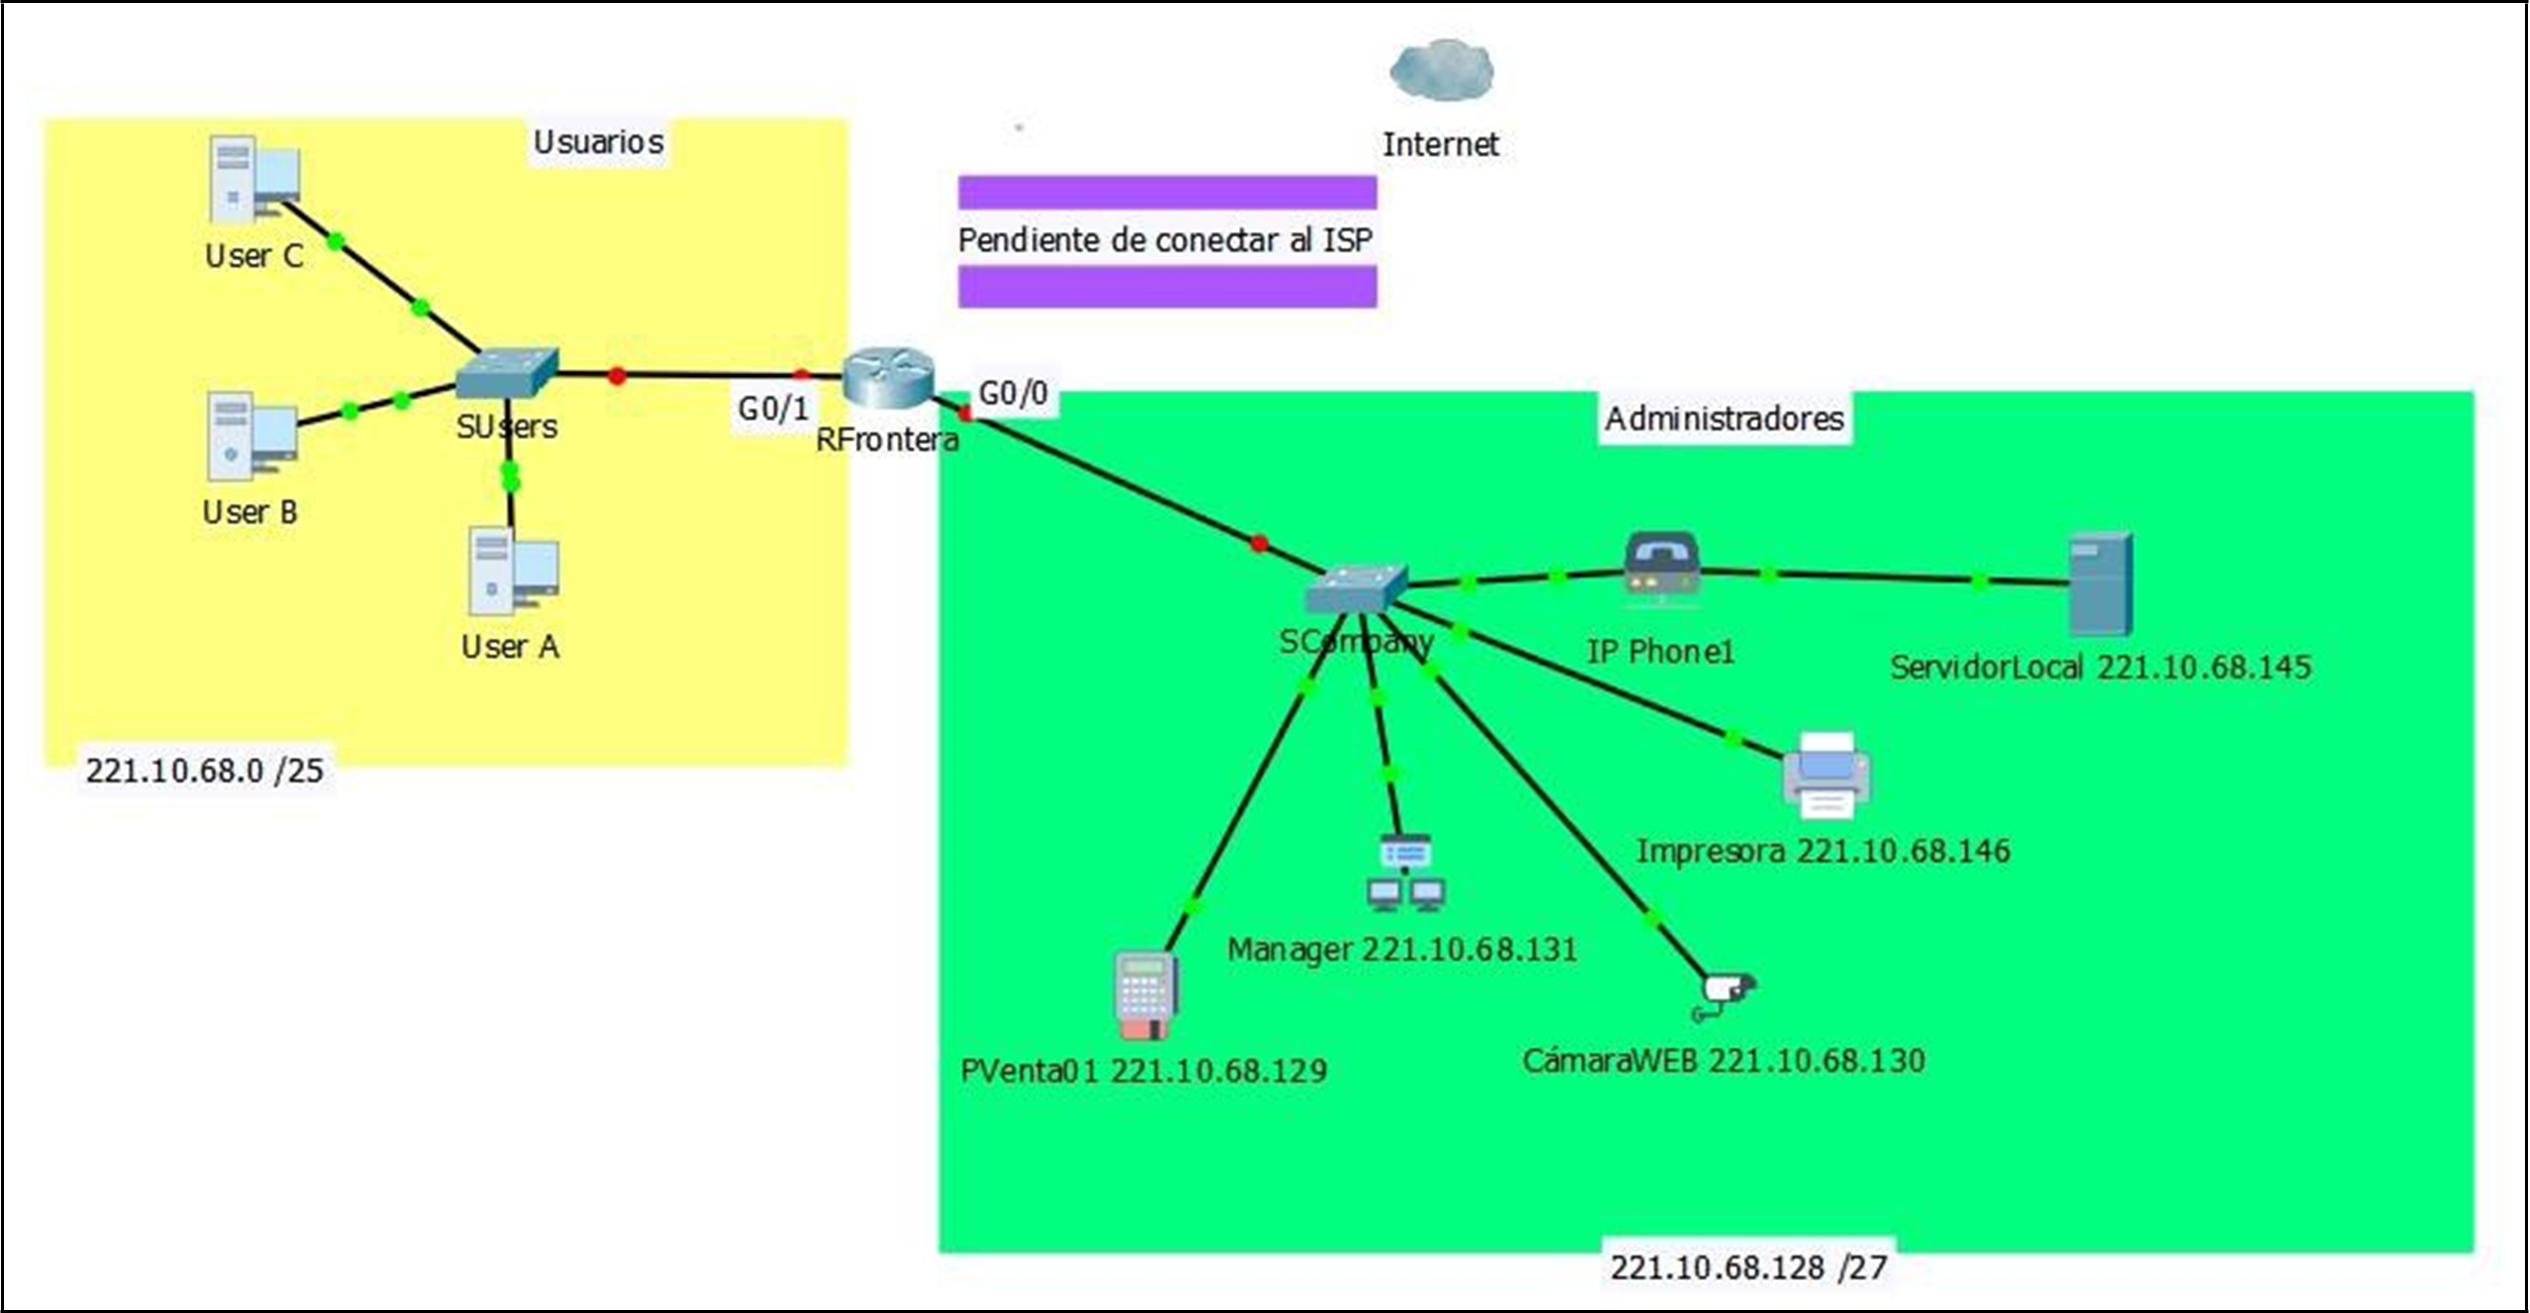 Internet
Usuarios
Pendiente de conectar al ISP
User C
G0/0
G0/1
Administradores
SUsers
RFrontera
User B
User A
SCompany
IP Phone1
ServidorLocal 221.10.68.145
221.10.68.0 /25
Impresora 221.10.68.146
Manager 221.10.68.131
CámaraWEB 221.10.68.130
PVenta01 221.10.68.129
221.10.68.128 /27